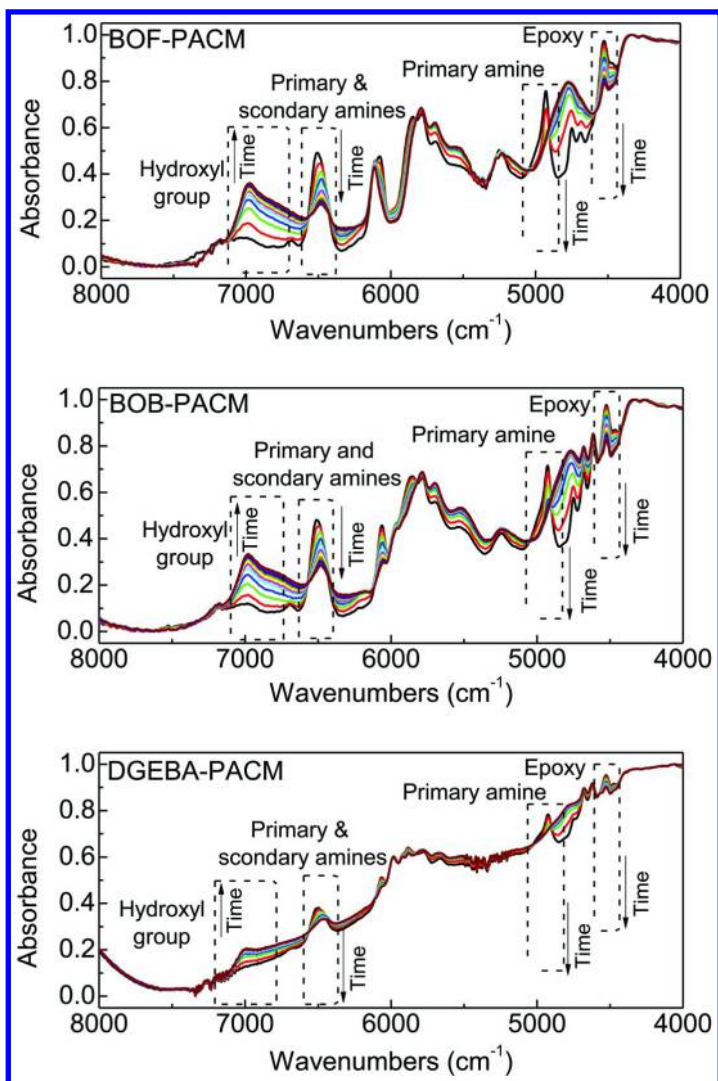 BOF-PACM
Epoxy
Primary &
scondary amines
Primary amine
Hydroxyl
group
Time
Time
Time
Time
Absorbance
1.0
0.8
0.6
0.4
0.2
0.0
8000 7000 6000 5000 4000
Wavenumbers (cm⁻¹)
BOB-PACM
Epoxy
Primary and
scondary amines
Primary amine
Hydroxyl
group
Time
Time
Time
Time
Absorbance
1.0
0.8
0.6
0.4
0.2
0.0
8000 7000 6000 5000 4000
Wavenumbers (cm⁻¹)
DGEBA-PACM
Epoxy
Primary amine
Primary &
scondary amines
Hydroxyl
group
Time
Time
Time
Time
Absorbance
1.0
0.8
0.6
0.4
0.2
0.0
8000 7000 6000 5000 4000
Wavenumbers (cm⁻¹)